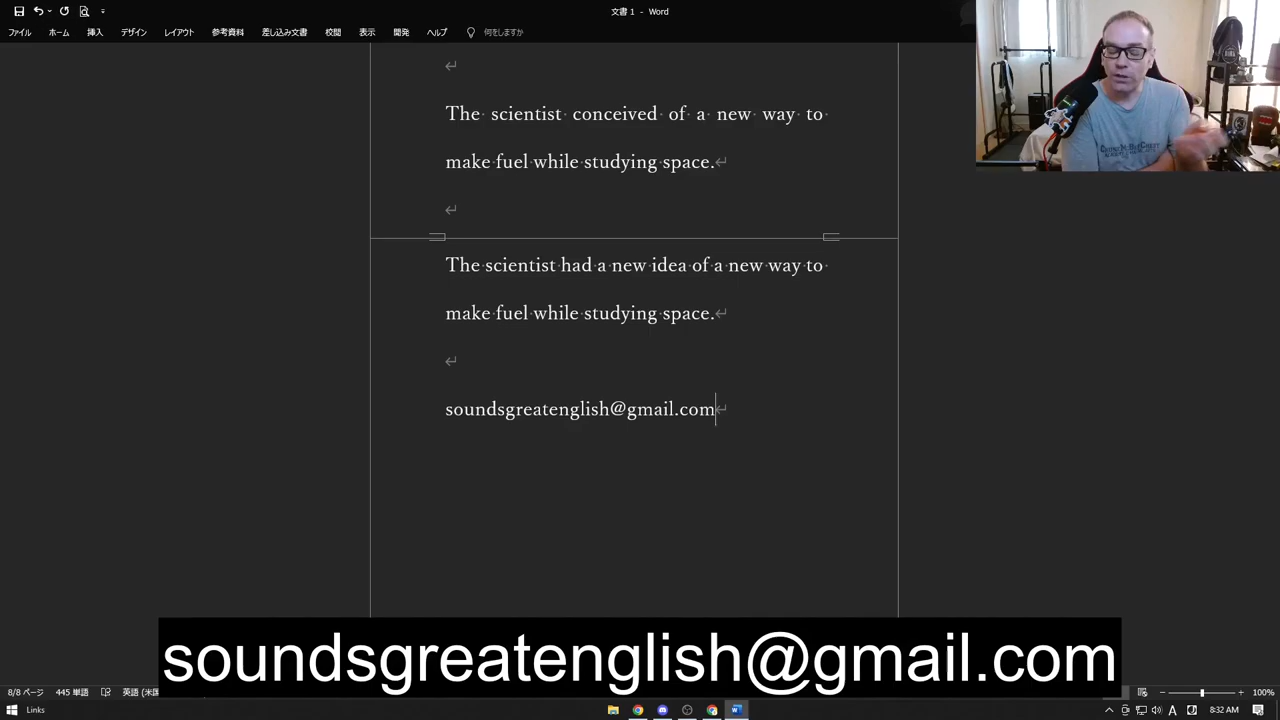 文書 1 - Word
ファイル ホーム 挿入 デザイン レイアウト 参考資料 差し込み文書 校閲 表示 開発 ヘルプ 何をしますか
The scientist conceived of a new way to
make fuel while studying space.
The scientist had a new idea of a new way to
make fuel while studying space.
soundsgreatenglish@gmail.com
soundsgreatenglish@gmail.com
8/8 ページ 445 単語 英語 (米国 100%
Links A 8:32 AM